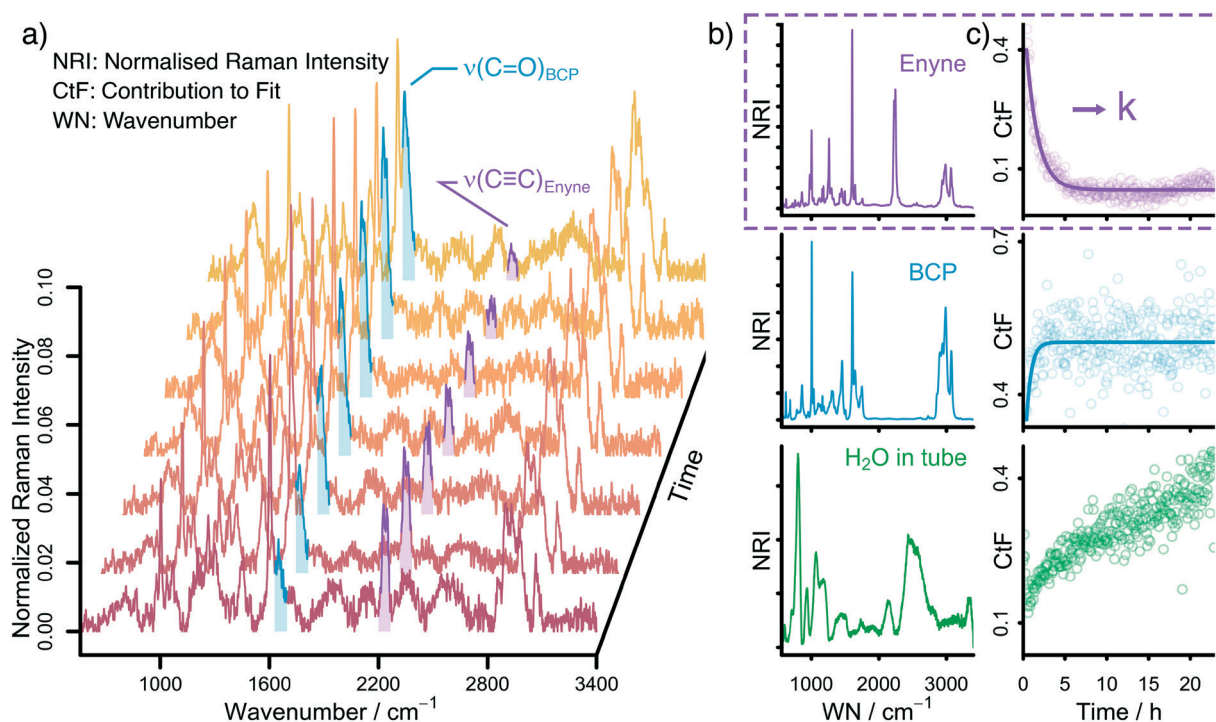 a)
NRI: Normalised Raman Intensity
CtF: Contribution to Fit
WN: Wavenumber
ν(C=O)BCP
ν(C≡C)Enyne
Normalized Raman Intensity
0.00
0.02
0.04
0.06
0.08
0.10
1000
1600
2200
2800
3400
Wavenumber / cm⁻¹
Time
b)
NRI
Enyne
NRI
BCP
NRI
H₂O in tube
1000
2000
3000
WN / cm⁻¹
c)
CtF
0.4
0.1
→ k
CtF
0.7
0.4
CtF
0.4
0.1
0
5
10
15
20
Time / h